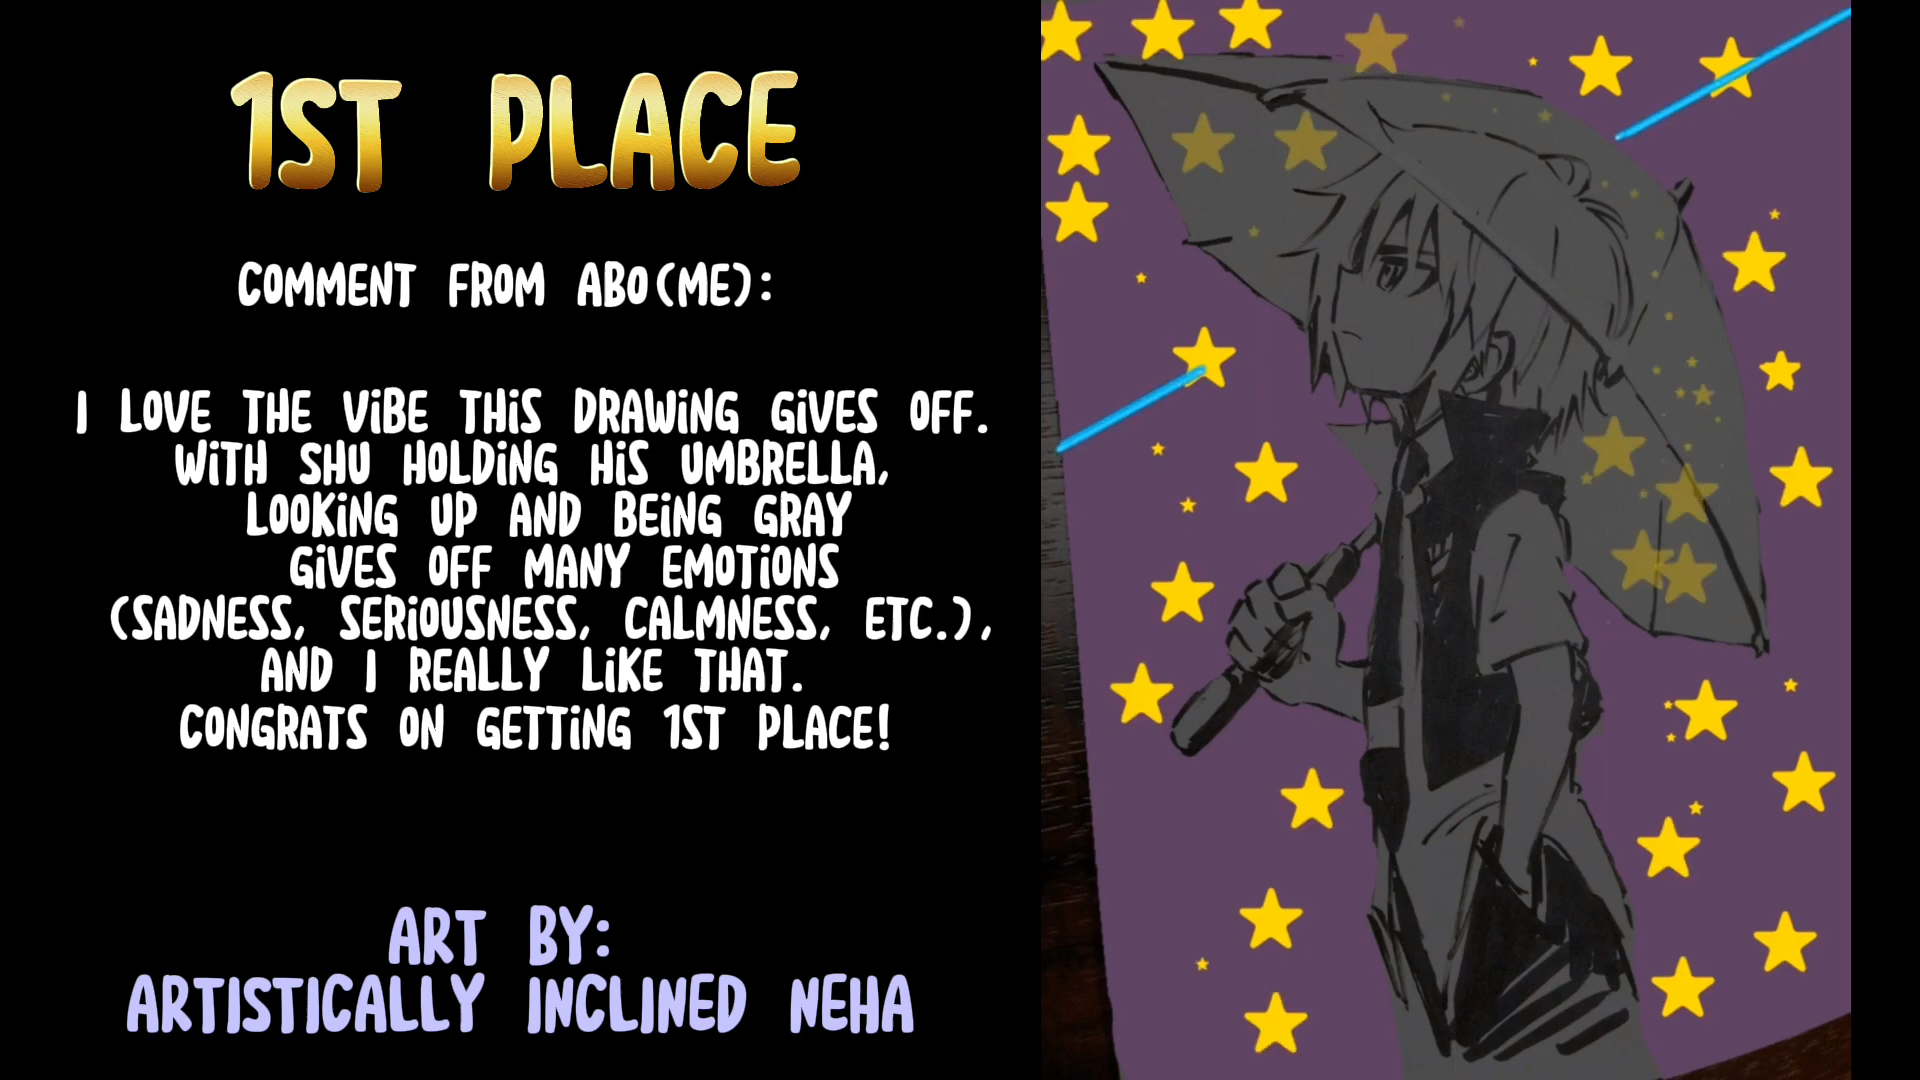 1ST PLACE
COMMENT FROM ABO(ME):
I LOVE THE ViBE THiS DRAWiNG GiVES OFF.
WiTH SHU HOLDiNG HiS UMBRELLA,
LOOKiNG UP AND BEiNG GRAY
GiVES OFF MANY EMOTiONS
(SADNESS, SERiOUSNESS, CALMNESS, ETC.),
AND I REALLY LiKE THAT.
CONGRATS ON GETTiNG 1ST PLACE!
ART BY:
ARTISTICALLY INCLINED NEHA